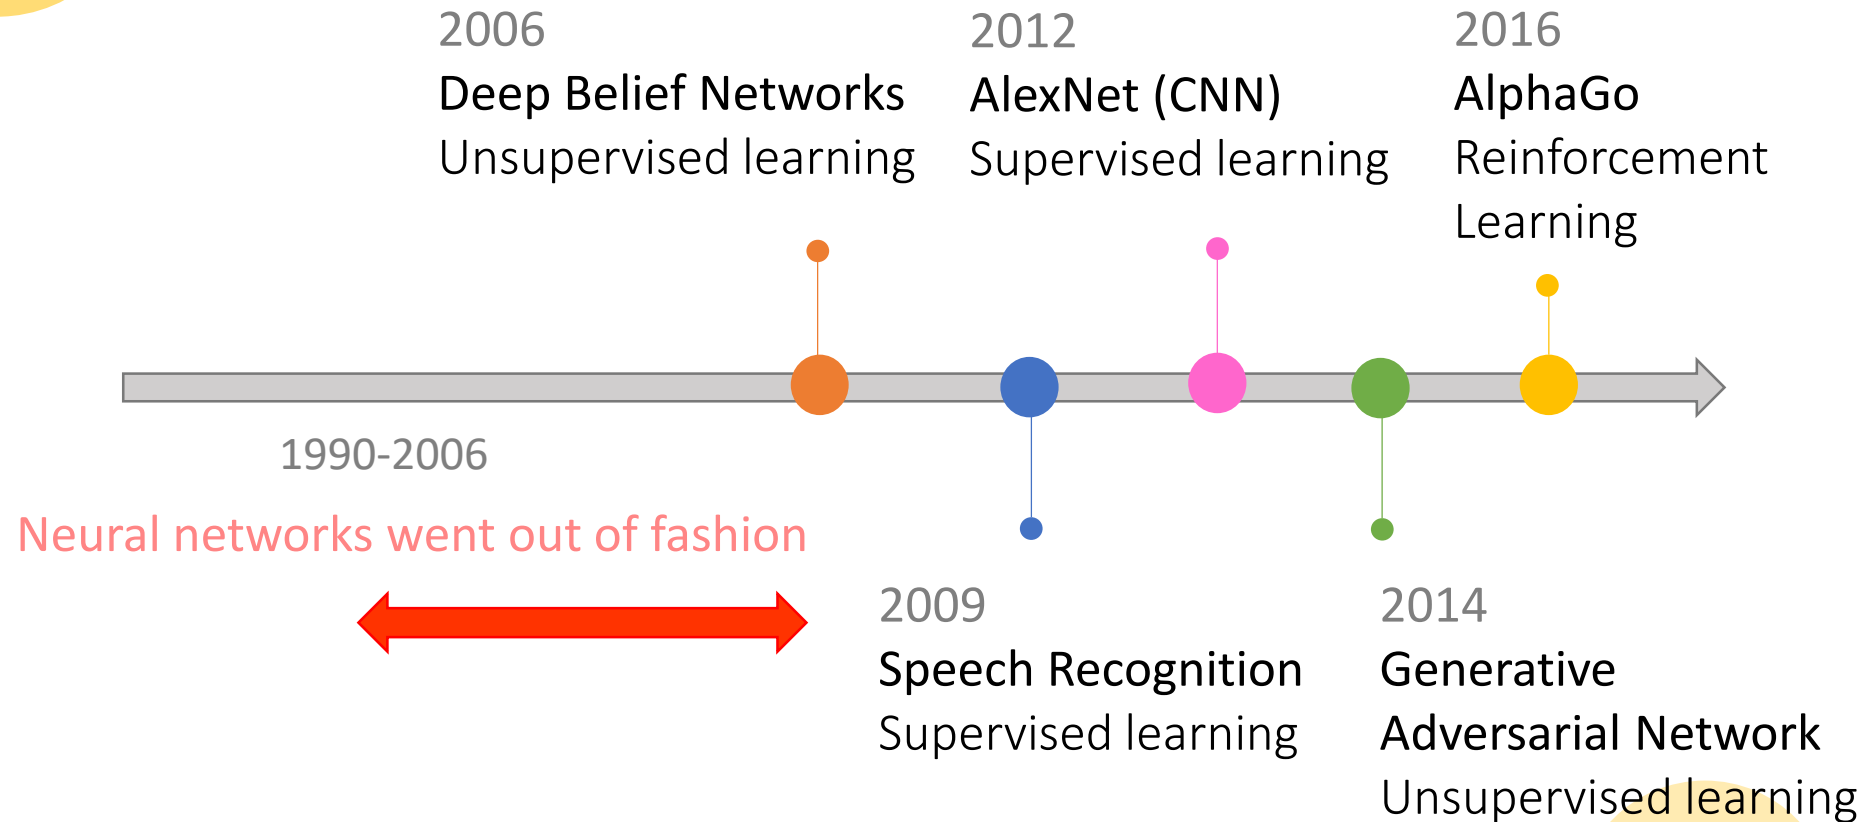 2006
Deep Belief Networks
Unsupervised learning
2012
AlexNet (CNN)
Supervised learning
2016
AlphaGo
Reinforcement
Learning
1990-2006
Neural networks went out of fashion
2009
Speech Recognition
Supervised learning
2014
Generative
Adversarial Network
Unsupervised learning